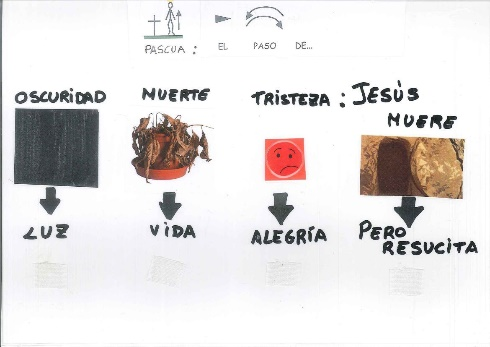 PASCUA: EL PASO DE...
OSCURIDAD
MUERTE
TRISTEZA: JESÚS
MUERE
LUZ
VIDA
ALEGRÍA
PERO
RESUCITA